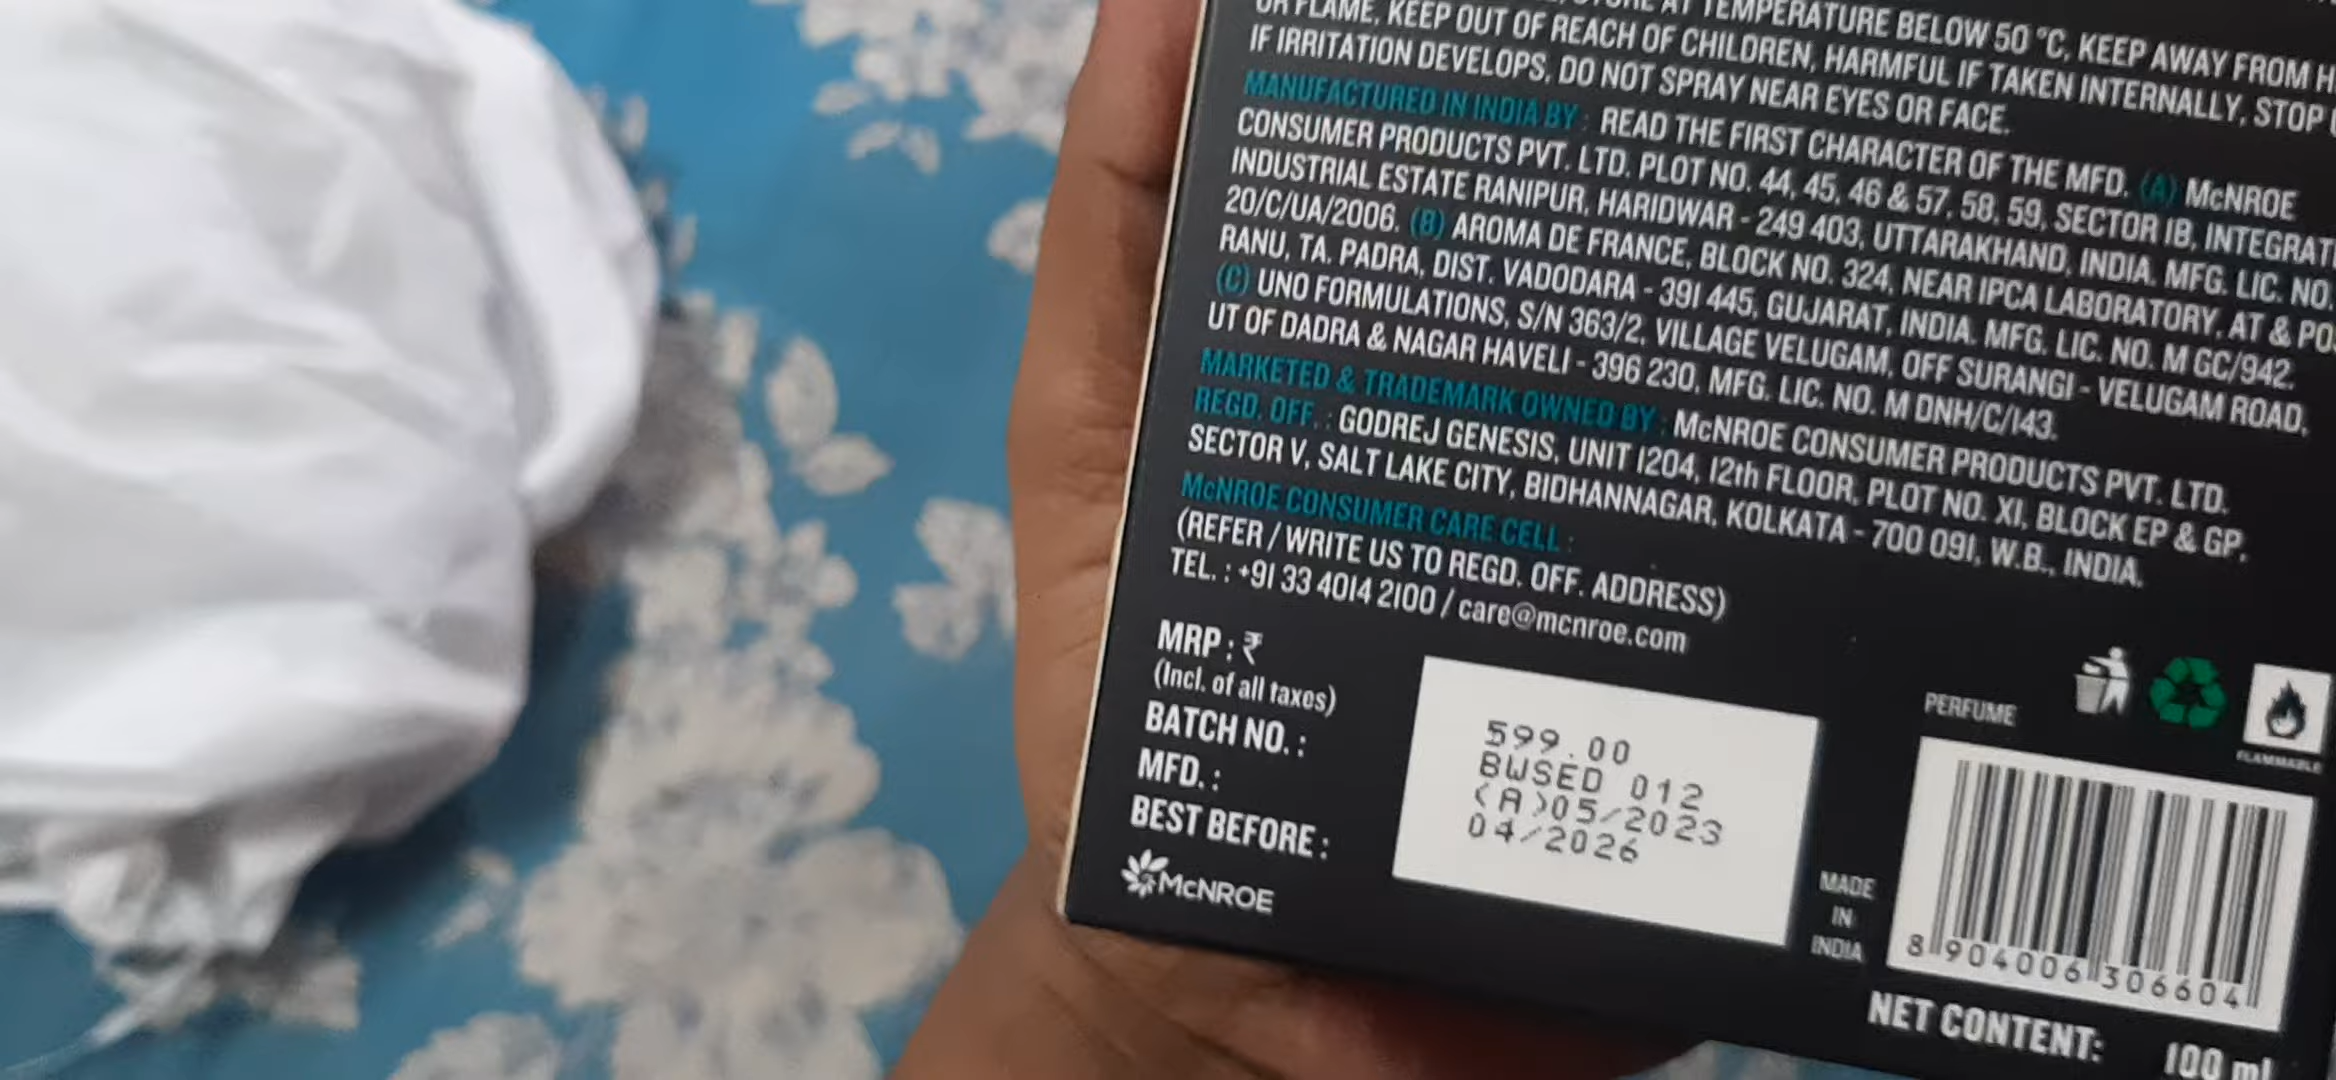 STORE AT TEMPERATURE BELOW 50 °C, KEEP AWAY FROM
OR FLAME, KEEP OUT OF REACH OF CHILDREN, HARMFUL IF TAKEN INTERNALLY, STOP
IF IRRITATION DEVELOPS, DO NOT SPRAY NEAR EYES OR FACE.
MANUFACTURED IN INDIA BY : READ THE FIRST CHARACTER OF THE MFD. (A) McNROE
CONSUMER PRODUCTS PVT. LTD. PLOT NO. 44, 45, 46 & 57, 58, 59, SECTOR IB, INTEGRAT
INDUSTRIAL ESTATE RANIPUR, HARIDWAR - 249 403, UTTARAKHAND, INDIA. MFG. LIC. NO.
20/C/UA/2006. (B) AROMA DE FRANCE, BLOCK NO. 324, NEAR IPCA LABORATORY, AT & PO
RANU, TA. PADRA, DIST. VADODARA - 391 445, GUJARAT, INDIA. MFG. LIC. NO. M GC/942.
(C) UNO FORMULATIONS, S/N 363/2, VILLAGE VELUGAM, OFF SURANGI - VELUGAM ROAD,
UT OF DADRA & NAGAR HAVELI - 396 230, MFG. LIC. NO. M DNH/C/143.
MARKETED & TRADEMARK OWNED BY : McNROE CONSUMER PRODUCTS PVT. LTD.
REGD. OFF. : GODREJ GENESIS, UNIT 1204, 12th FLOOR, PLOT NO. XI, BLOCK EP & GP,
SECTOR V, SALT LAKE CITY, BIDHANNAGAR, KOLKATA - 700 091, W.B., INDIA.
McNROE CONSUMER CARE CELL :
(REFER / WRITE US TO REGD. OFF. ADDRESS)
TEL. : +91 33 4014 2100 / care@mcnroe.com
MRP : ₹ 599.00
(Incl. of all taxes)
BATCH NO. : BWSED 012
MFD. : <A>05/2023
BEST BEFORE : 04/2026
McNROE
PERFUME
FLAMMABLE
MADE
IN
INDIA
8 904006 306604
NET CONTENT: 100 ml